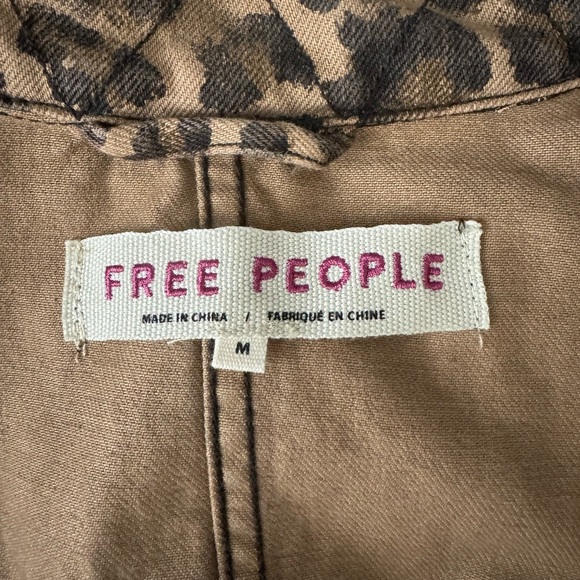 FREE PEOPLE
MADE IN CHINA / FABRIQUÉ EN CHINE
M